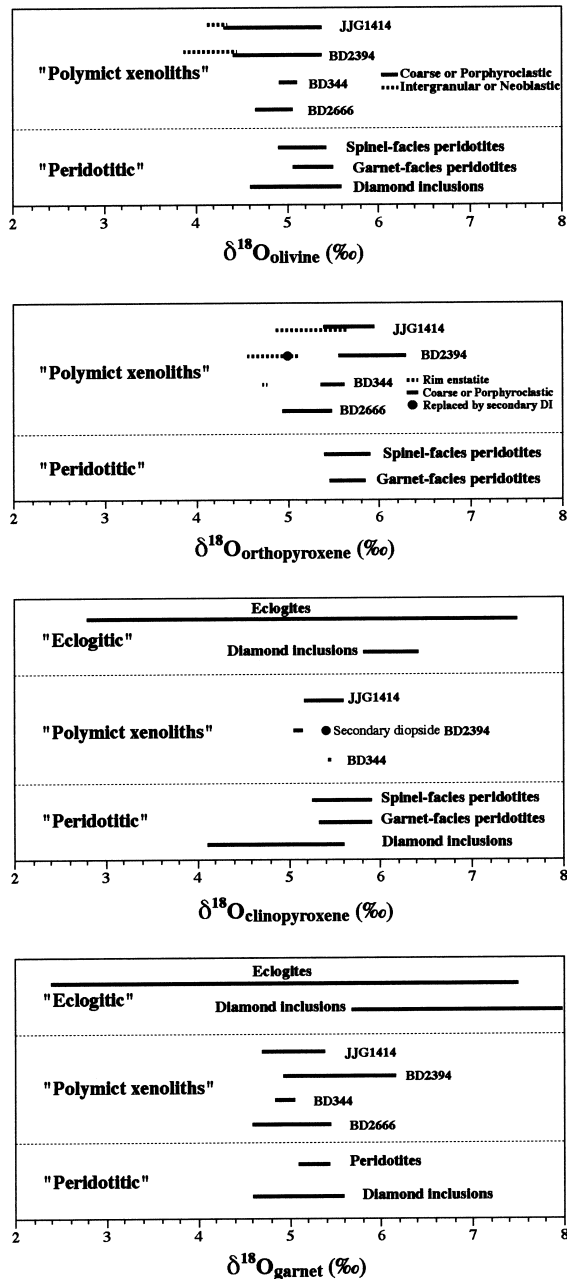 JJG1414
BD2394
"Polymict xenoliths"
BD344
Coarse or Porphyroclastic
Intergranular or Neoblastic
BD2666
Spinel-facies peridotites
"Peridotitic"
Garnet-facies peridotites
Diamond inclusions
2 3 4 5 6 7 8
δ18Oolivine (‰)
JJG1414
BD2394
"Polymict xenoliths"
BD344
Rim enstatite
Coarse or Porphyroclastic
Replaced by secondary DI
BD2666
Spinel-facies peridotites
"Peridotitic"
Garnet-facies peridotites
2 3 4 5 6 7 8
δ18Oorthopyroxene (‰)
Eclogites
"Eclogitic"
Diamond inclusions
JJG1414
"Polymict xenoliths"
Secondary diopside BD2394
BD344
Spinel-facies peridotites
"Peridotitic"
Garnet-facies peridotites
Diamond inclusions
2 3 4 5 6 7 8
δ18Oclinopyroxene (‰)
Eclogites
"Eclogitic"
Diamond inclusions
JJG1414
BD2394
"Polymict xenoliths"
BD344
BD2666
Peridotites
"Peridotitic"
Diamond inclusions
2 3 4 5 6 7 8
δ18Ogarnet (‰)